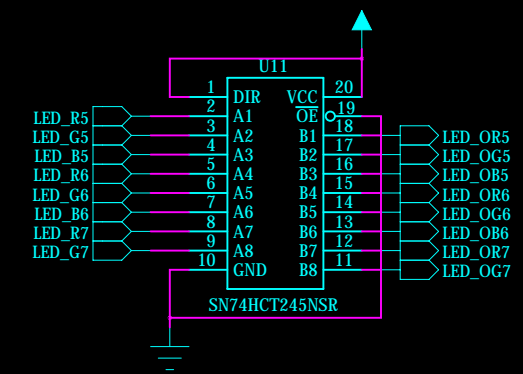 U11
1 DIR VCC 20
2 A1 OE 19
LED_R5 3 A2 B1 18 LED_OR5
LED_G5 4 A3 B2 17 LED_OG5
LED_B5 5 A4 B3 16 LED_OB5
LED_R6 6 A5 B4 15 LED_OR6
LED_G6 7 A6 B5 14 LED_OG6
LED_B6 8 A7 B6 13 LED_OB6
LED_R7 9 A8 B7 12 LED_OR7
LED_G7 10 GND B8 11 LED_OG7
SN74HCT245NSR